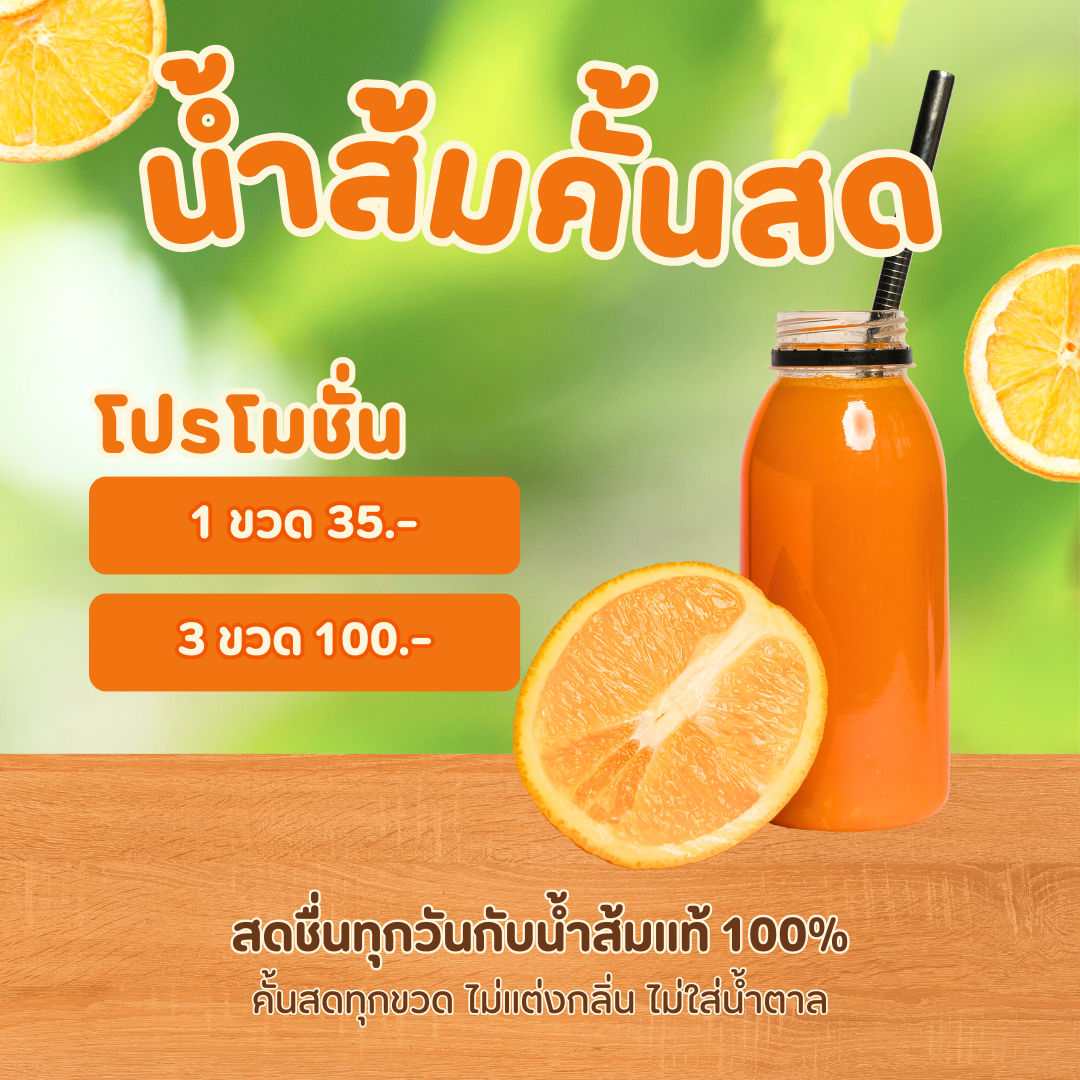 น้ำส้มคั้นสด
โปรโมชั่น
1 ขวด 35.-
3 ขวด 100.-
สดชื่นทุกวันกับน้ำส้มแท้ 100%
คั้นสดทุกขวด ไม่แต่งกลิ่น ไม่ใส่น้ำตาล